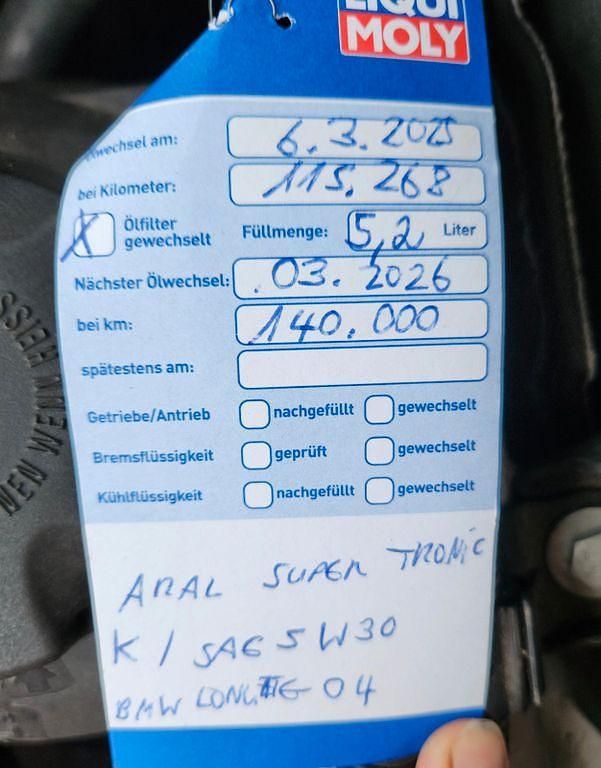 LIQUI
MOLY
Ölwechsel am: 6.3.2025
bei Kilometer: 115.268
X Ölfilter gewechselt Füllmenge: 5,2 Liter
Nächster Ölwechsel: .03.2026
bei km: 140.000
spätestens am:
Getriebe/Antrieb nachgefüllt gewechselt
Bremsflüssigkeit geprüft gewechselt
Kühlflüssigkeit nachgefüllt gewechselt
ARAL SUPER TRONIC
K / SAE 5W30
BMW LONGLIFE 04